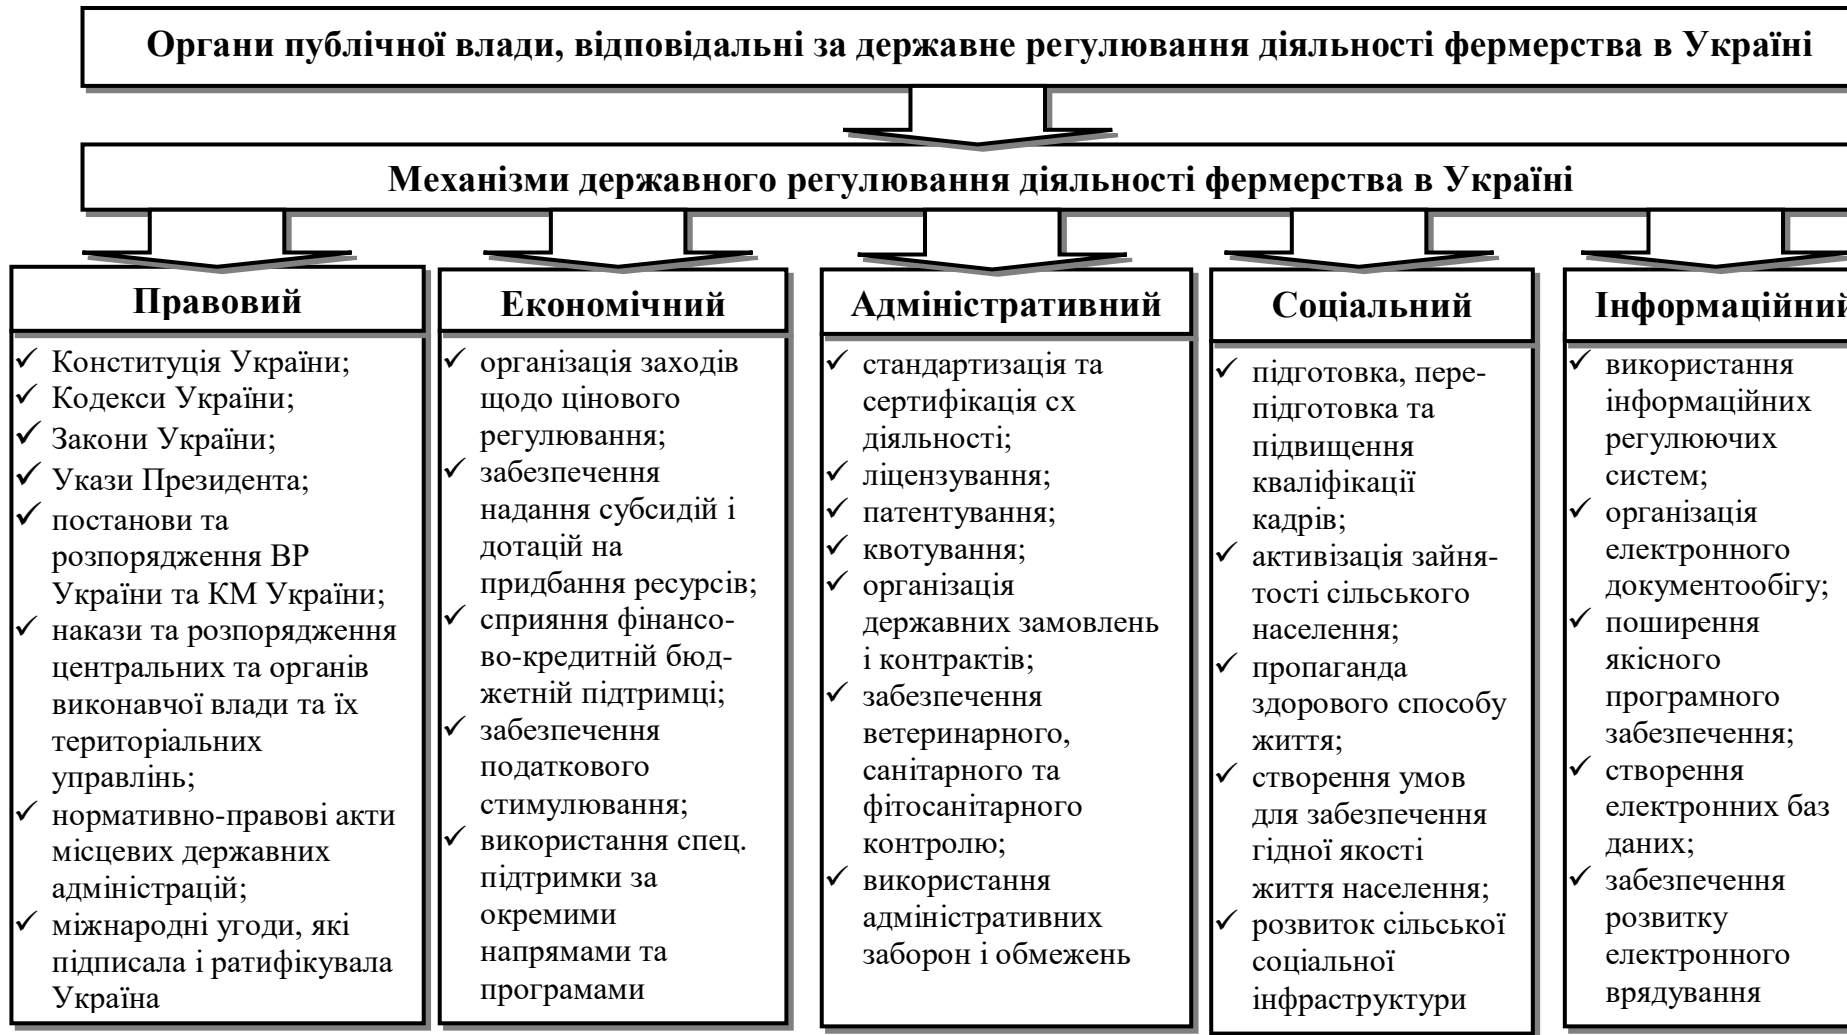 Органи публічної влади, відповідальні за державне регулювання діяльності фермерства в Україні
Механізми державного регулювання діяльності фермерства в Україні
Правовий
✓ Конституція України;
✓ Кодекси України;
✓ Закони України;
✓ Укази Президента;
✓ постанови та
розпорядження ВР
України та КМ України;
✓ накази та розпорядження
центральних та органів
виконавчої влади та їх
територіальних
управлінь;
✓ нормативно-правові акти
місцевих державних
адміністрацій;
✓ міжнародні угоди, які
підписала і ратифікувала
Україна
Економічний
✓ організація заходів
щодо цінового
регулювання;
✓ забезпечення
надання субсидій і
дотацій на
придбання ресурсів;
✓ сприяння фінансо-
во-кредитній бюд-
жетній підтримці;
✓ забезпечення
податкового
стимулювання;
✓ використання спец.
підтримки за
окремими
напрямами та
програмами
Адміністративний
✓ стандартизація та
сертифікація сх
діяльності;
✓ ліцензування;
✓ патентування;
✓ квотування;
✓ організація
державних замовлень
і контрактів;
✓ забезпечення
ветеринарного,
санітарного та
фітосанітарного
контролю;
✓ використання
адміністративних
заборон і обмежень
Соціальний
✓ підготовка, пере-
підготовка та
підвищення
кваліфікації
кадрів;
✓ активізація зайня-
тості сільського
населення;
✓ пропаганда
здорового способу
життя;
✓ створення умов
для забезпечення
гідної якості
життя населення;
✓ розвиток сільської
соціальної
інфраструктури
Інформаційний
✓ використання
інформаційних
регулюючих
систем;
✓ організація
електронного
документообігу;
✓ поширення
якісного
програмного
забезпечення;
✓ створення
електронних баз
даних;
✓ забезпечення
розвитку
електронного
врядування